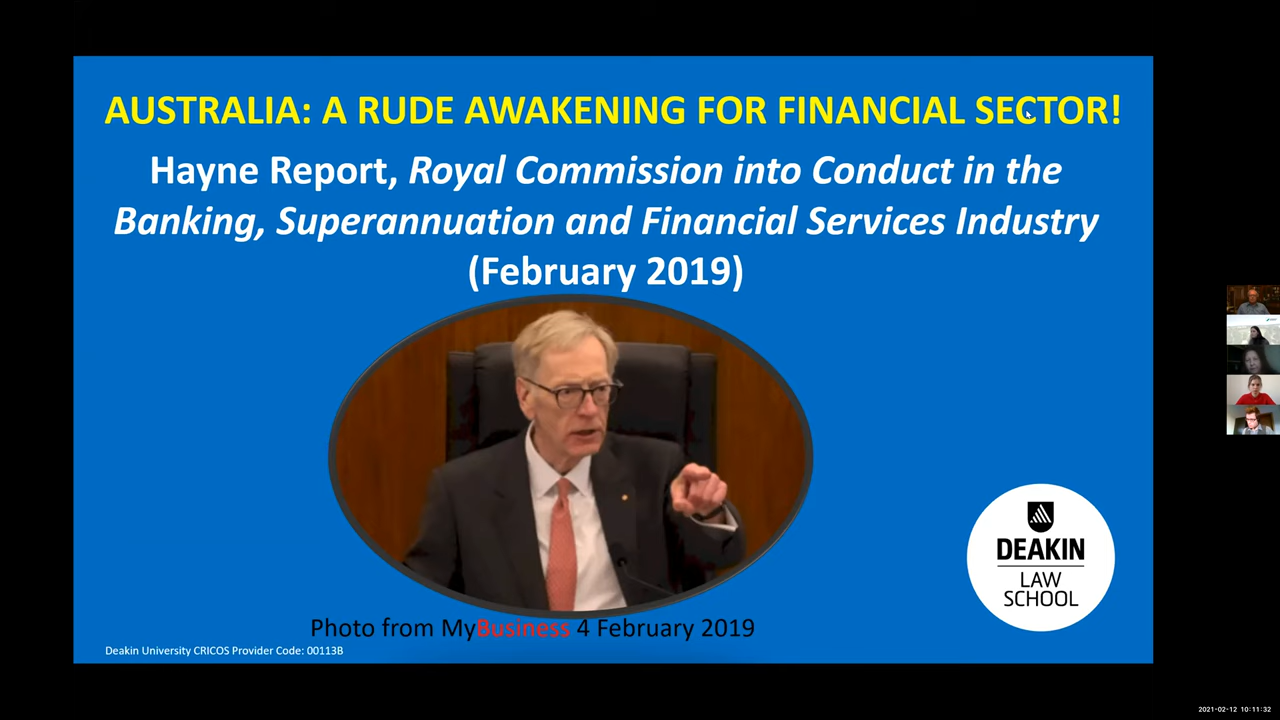 AUSTRALIA: A RUDE AWAKENING FOR FINANCIAL SECTOR!
Hayne Report, Royal Commission into Conduct in the
Banking, Superannuation and Financial Services Industry
(February 2019)
Photo from MyBusiness 4 February 2019
DEAKIN
LAW
SCHOOL
Deakin University CRICOS Provider Code: 00113B
2021-02-12 10:11:32